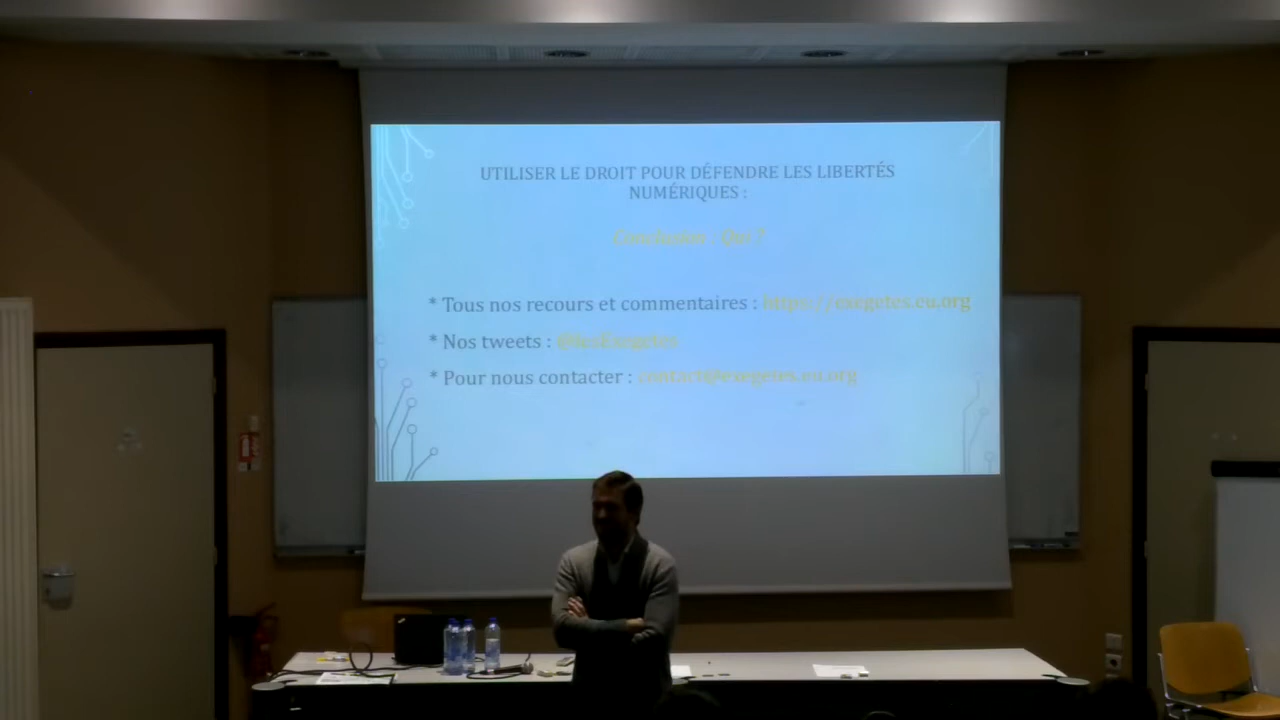 UTILISER LE DROIT POUR DÉFENDRE LES LIBERTÉS
NUMÉRIQUES :
Conclusion : Qui ?
* Tous nos recours et commentaires : https://exegetes.eu.org
* Nos tweets : @lesExegetes
* Pour nous contacter : contact@exegetes.eu.org